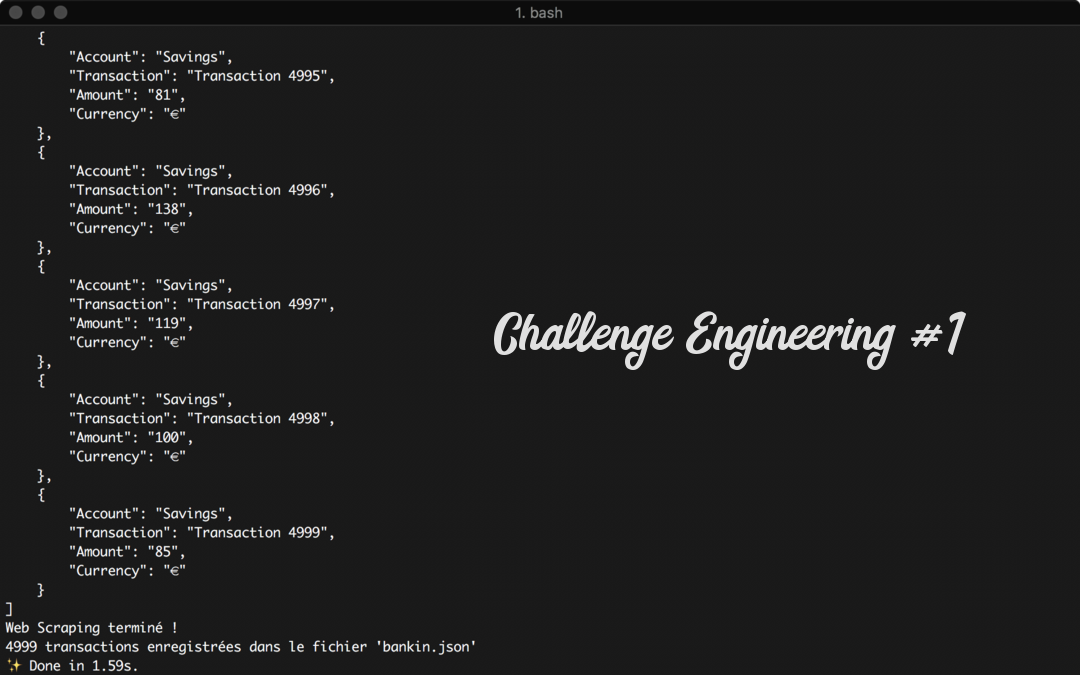 1. bash
{
"Account": "Savings",
"Transaction": "Transaction 4995",
"Amount": "81",
"Currency": "€"
},
{
"Account": "Savings",
"Transaction": "Transaction 4996",
"Amount": "138",
"Currency": "€"
},
{
"Account": "Savings",
"Transaction": "Transaction 4997",
"Amount": "119",
"Currency": "€"
},
{
"Account": "Savings",
"Transaction": "Transaction 4998",
"Amount": "100",
"Currency": "€"
},
{
"Account": "Savings",
"Transaction": "Transaction 4999",
"Amount": "85",
"Currency": "€"
}
]
Web Scraping terminé !
4999 transactions enregistrées dans le fichier 'bankin.json'
✨ Done in 1.59s.
Challenge Engineering #1